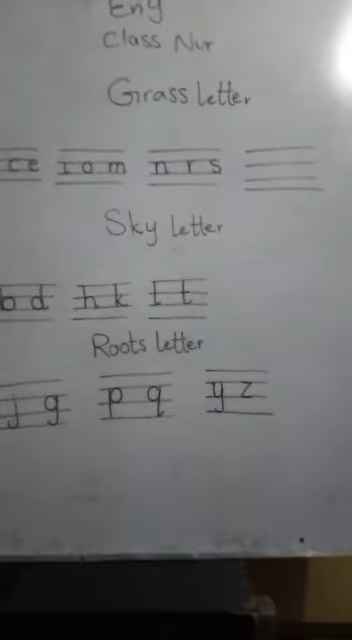 Eng
Class Nur
Grass letter
ce i o m n r s
Sky letter
b d h k t t
Roots letter
j g p q y z